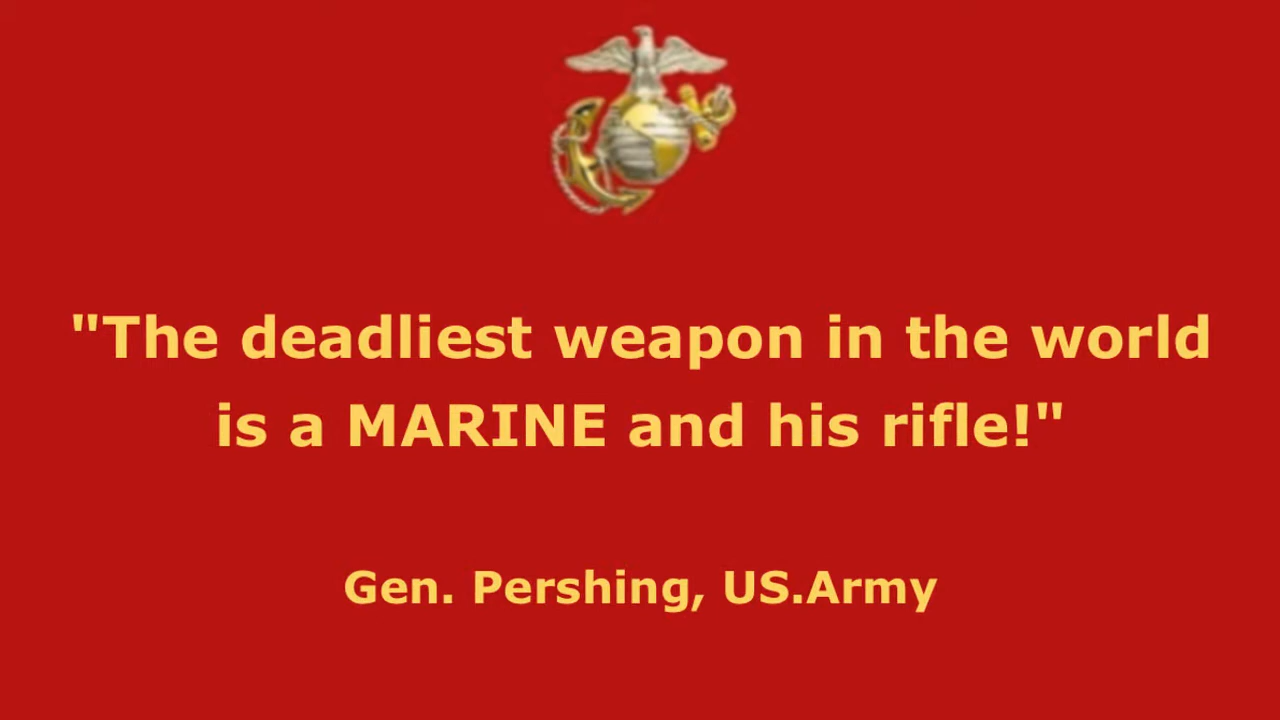 "The deadliest weapon in the world
is a MARINE and his rifle!"
Gen. Pershing, US.Army